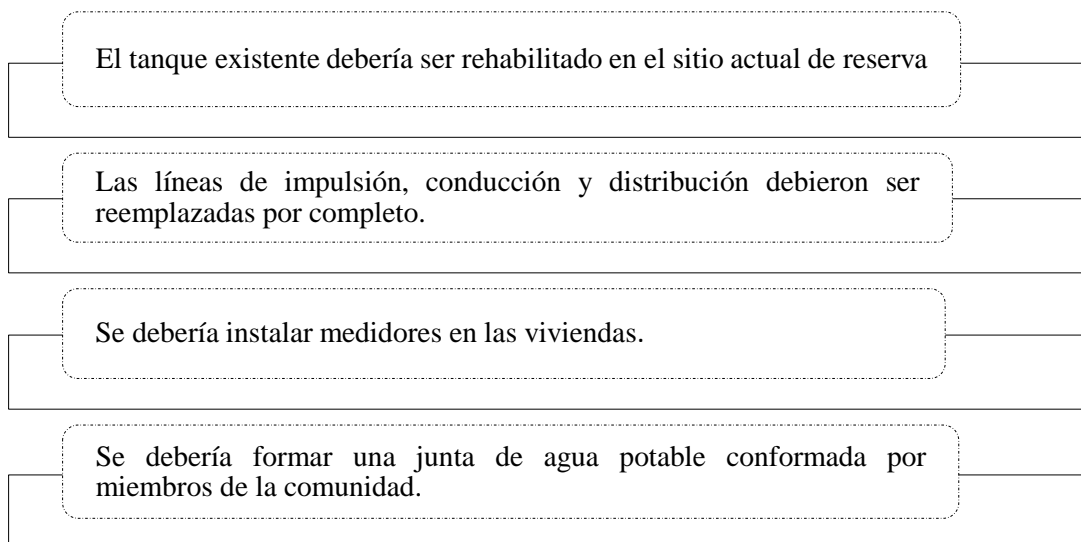 El tanque existente debería ser rehabilitado en el sitio actual de reserva
Las líneas de impulsión, conducción y distribución debieron ser
reemplazadas por completo.
Se debería instalar medidores en las viviendas.
Se debería formar una junta de agua potable conformada por
miembros de la comunidad.